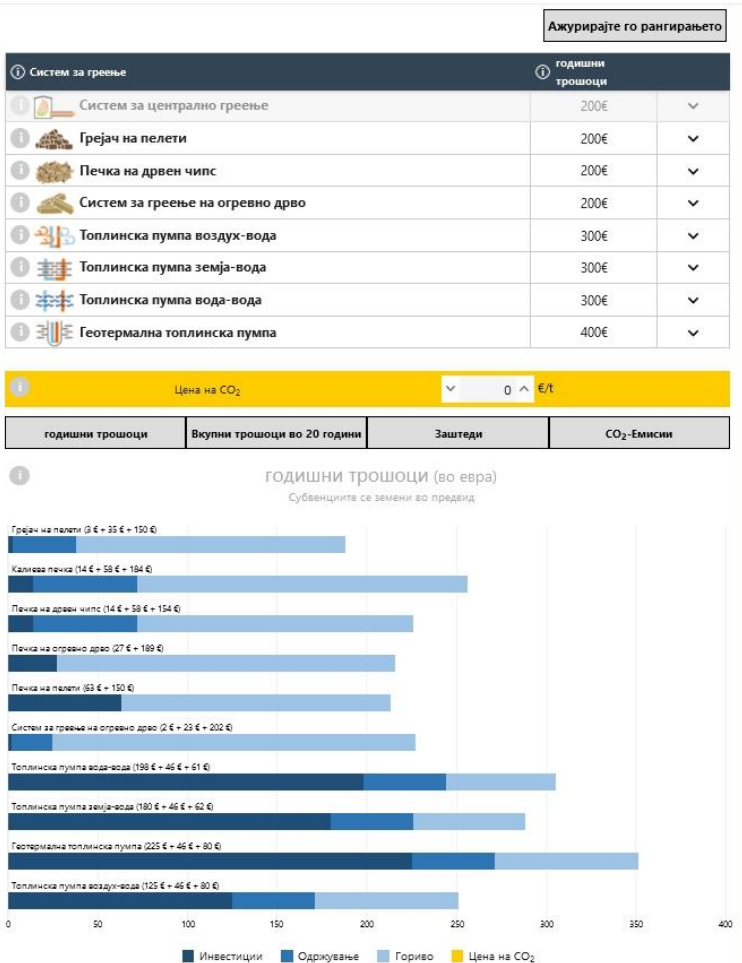 Ажурирајте го рангирањето
Систем за греење
годишни
трошоци
Систем за централно греење 200€
Грејач на пелети 200€
Печка на дрвен чипс 200€
Систем за греење на огревно дрво 200€
Топлинска пумпа воздух-вода 300€
Топлинска пумпа земја-вода 300€
Топлинска пумпа вода-вода 300€
Геотермална топлинска пумпа 400€
Цена на CO₂ 0 €/t
годишни трошоци Вкупни трошоци во 20 години Заштеди CO₂-Емисии
годишни трошоци (во евра)
Субвенциите се земени во предвид
Грејач на пелети (3 € + 35 € + 150 €)
Калиева печка (14 € + 58 € + 184 €)
Печка на дрвен чипс (14 € + 58 € + 154 €)
Печка на огревно дрво (27 € + 189 €)
Печка на пелети (63 € + 150 €)
Систем за греење на огревно дрво (2 € + 23 € + 202 €)
Топлинска пумпа вода-вода (198 € + 46 € + 61 €)
Топлинска пумпа земја-вода (180 € + 46 € + 62 €)
Геотермална топлинска пумпа (225 € + 46 € + 80 €)
Топлинска пумпа воздух-вода (125 € + 46 € + 80 €)
0 50 100 150 200 250 300 350 400
Инвестиции Одржување Гориво Цена на CO₂